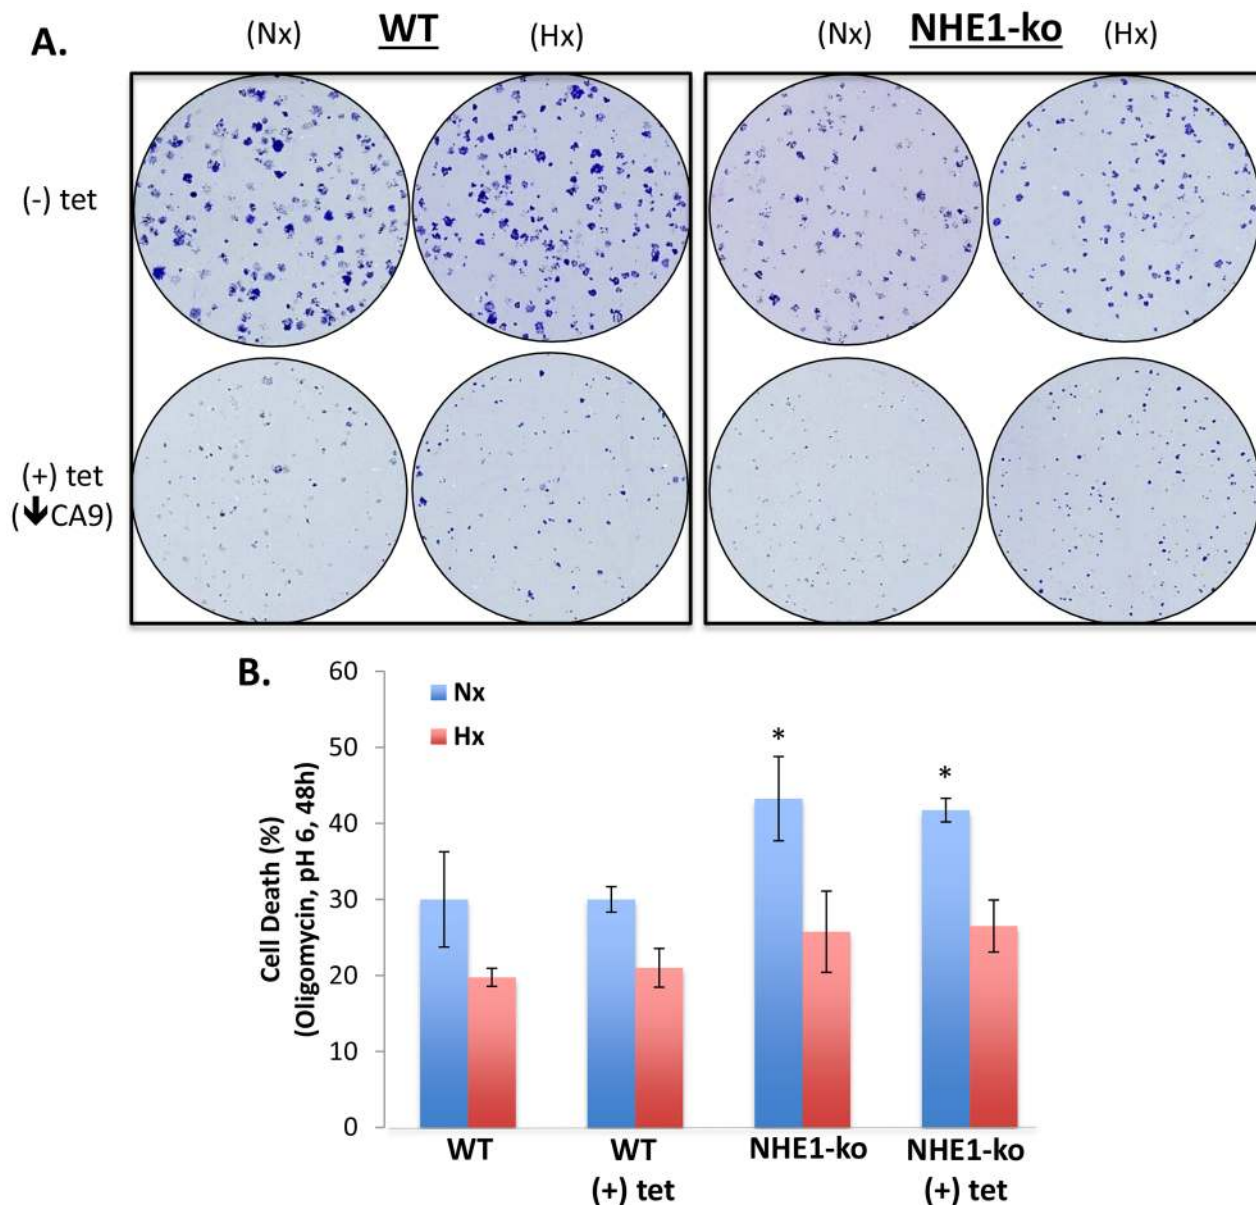 A.
(Nx) WT (Hx)
(Nx) NHE1-ko (Hx)
(-) tet
(+) tet
(🡇CA9)
B.
60
50
40
30
20
10
0
Cell Death (%)
(Oligomycin, pH 6, 48h)
Nx
Hx
*
*
WT
WT
(+) tet
NHE1-ko
NHE1-ko
(+) tet